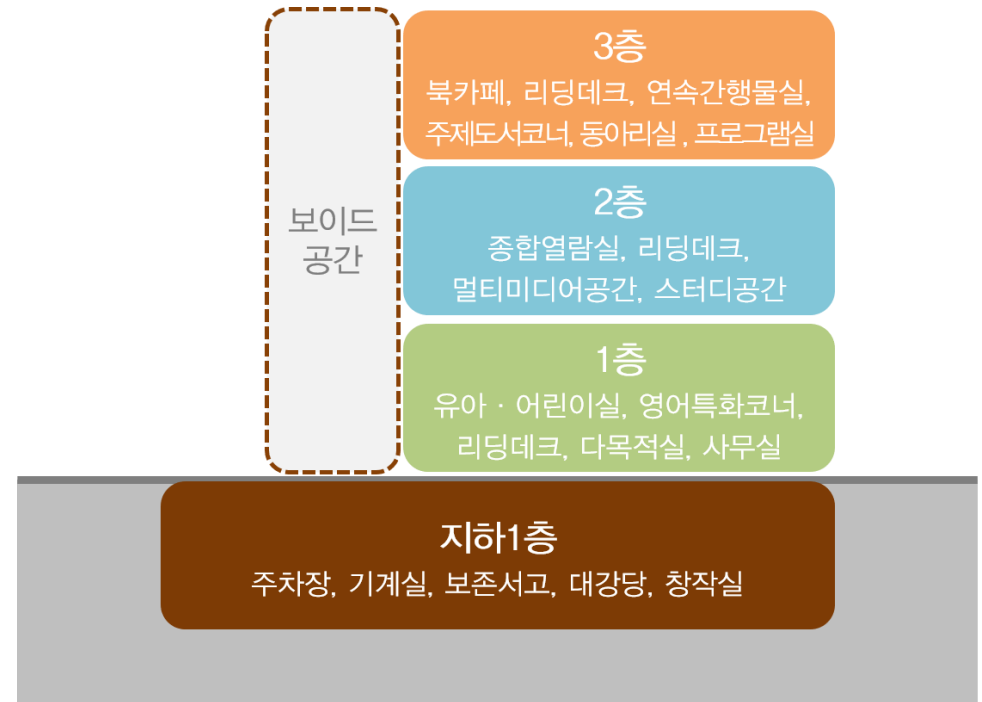 3층
북카페, 리딩데크, 연속간행물실,
주제도서코너, 동아리실 , 프로그램실
보이드
공간
2층
종합열람실, 리딩데크,
멀티미디어공간, 스터디공간
1층
유아 · 어린이실, 영어특화코너,
리딩데크, 다목적실, 사무실
지하1층
주차장, 기계실, 보존서고, 대강당, 창작실